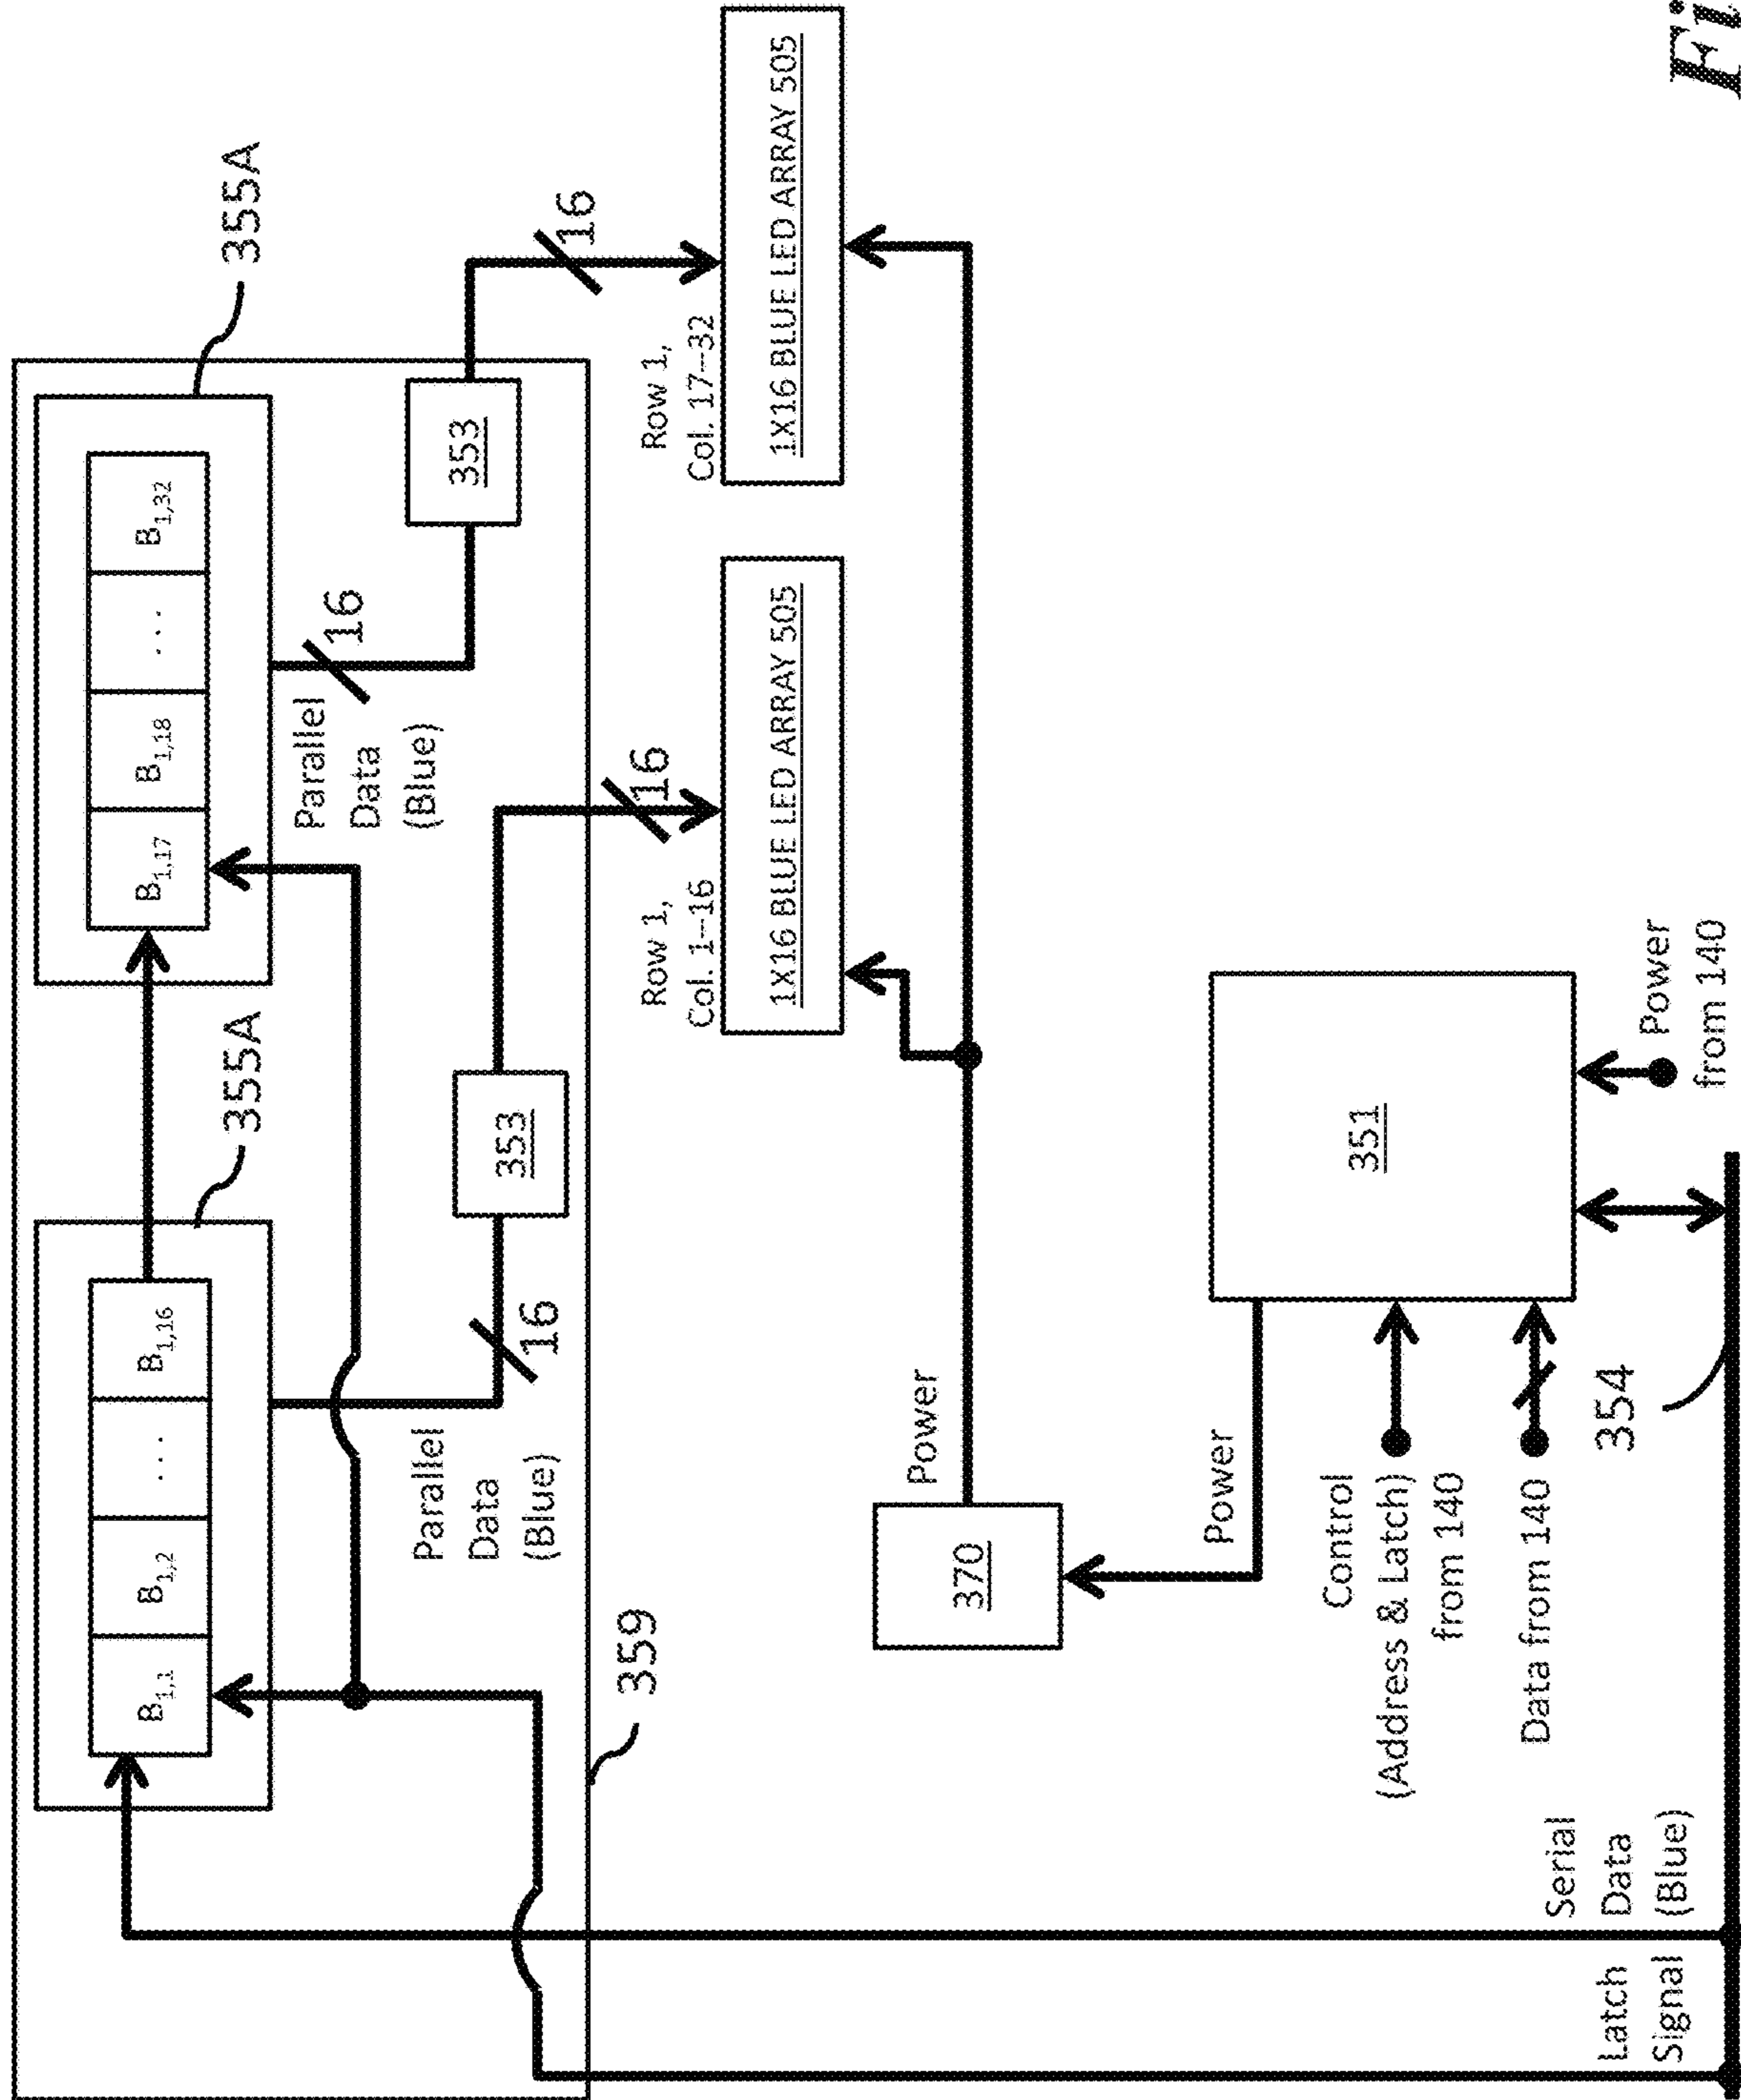 355A
355A
B1,1
B1,2
...
B1,16
B1,17
B1,18
...
B1,32
Parallel
Data
(Blue)
16
353
16
Parallel
Data
(Blue)
16
353
16
359
Row 1,
Col. 1--16
1X16 BLUE LED ARRAY 505
Row 1,
Col. 17--32
1X16 BLUE LED ARRAY 505
370
Power
Power
351
Control
(Address & Latch)
from 140
Data from 140
Power
from 140
354
Serial
Data
(Blue)
Latch
Signal
Fi